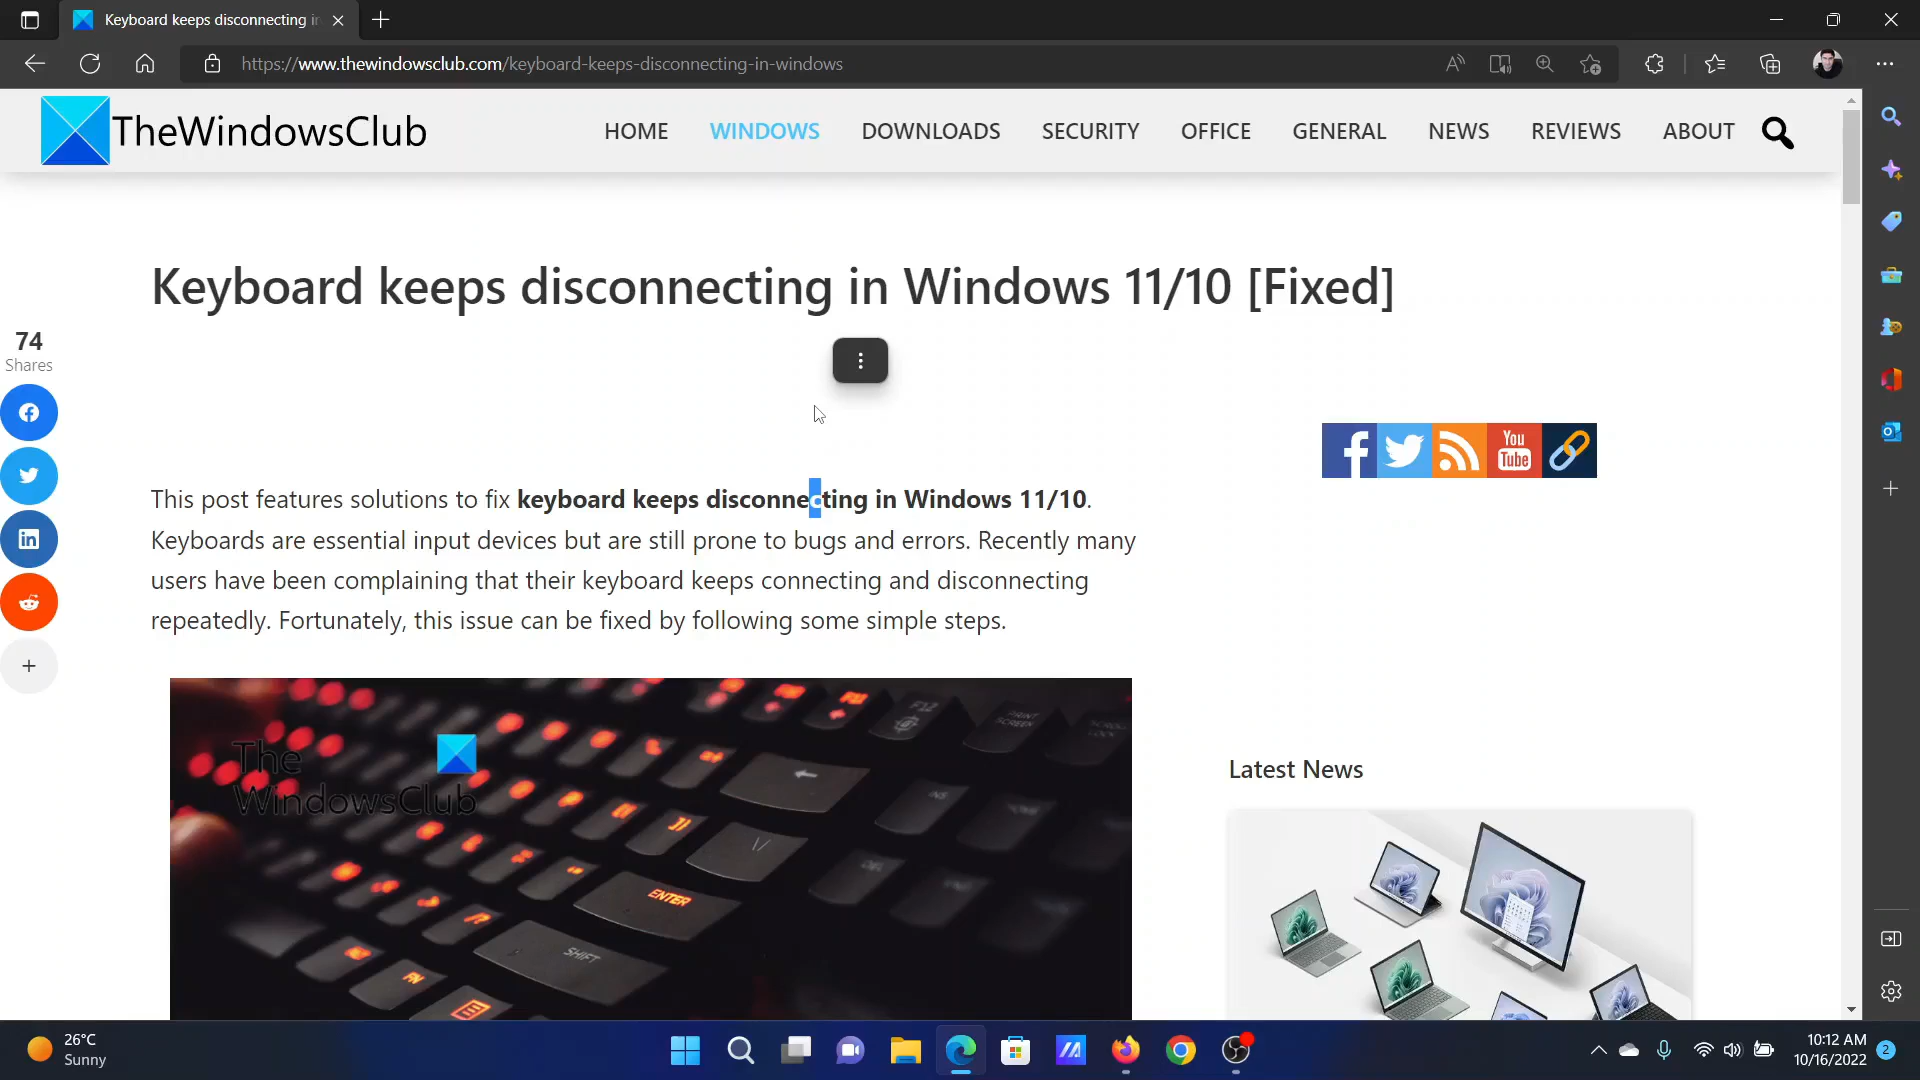 Keyboard keeps disconnecting in
https://www.thewindowsclub.com/keyboard-keeps-disconnecting-in-windows
TheWindowsClub
HOME WINDOWS DOWNLOADS SECURITY OFFICE GENERAL NEWS REVIEWS ABOUT
Keyboard keeps disconnecting in Windows 11/10 [Fixed]
74
Shares
You
Tube
This post features solutions to fix keyboard keeps disconnecting in Windows 11/10.
Keyboards are essential input devices but are still prone to bugs and errors. Recently many
users have been complaining that their keyboard keeps connecting and disconnecting
repeatedly. Fortunately, this issue can be fixed by following some simple steps.
F12
PRINT
SCREEN
The
WindowsClub
ENTER
SHIFT
FN
Latest News
26°C
Sunny
10:12 AM
10/16/2022
2